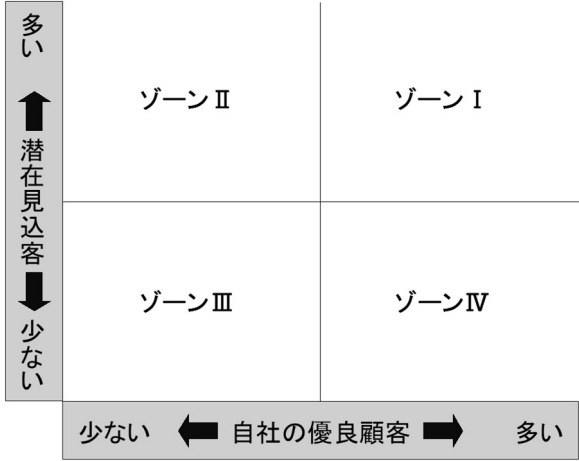 多い
潜在見込客
少ない
ゾーンⅡ
ゾーンⅠ
ゾーンⅢ
ゾーンⅣ
少ない
自社の優良顧客
多い